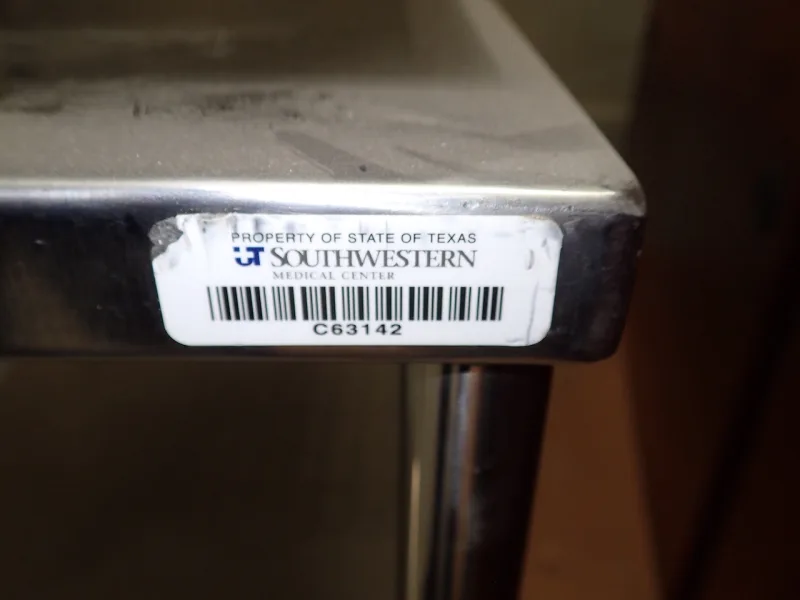 PROPERTY OF STATE OF TEXAS
UT SOUTHWESTERN
MEDICAL CENTER
C63142